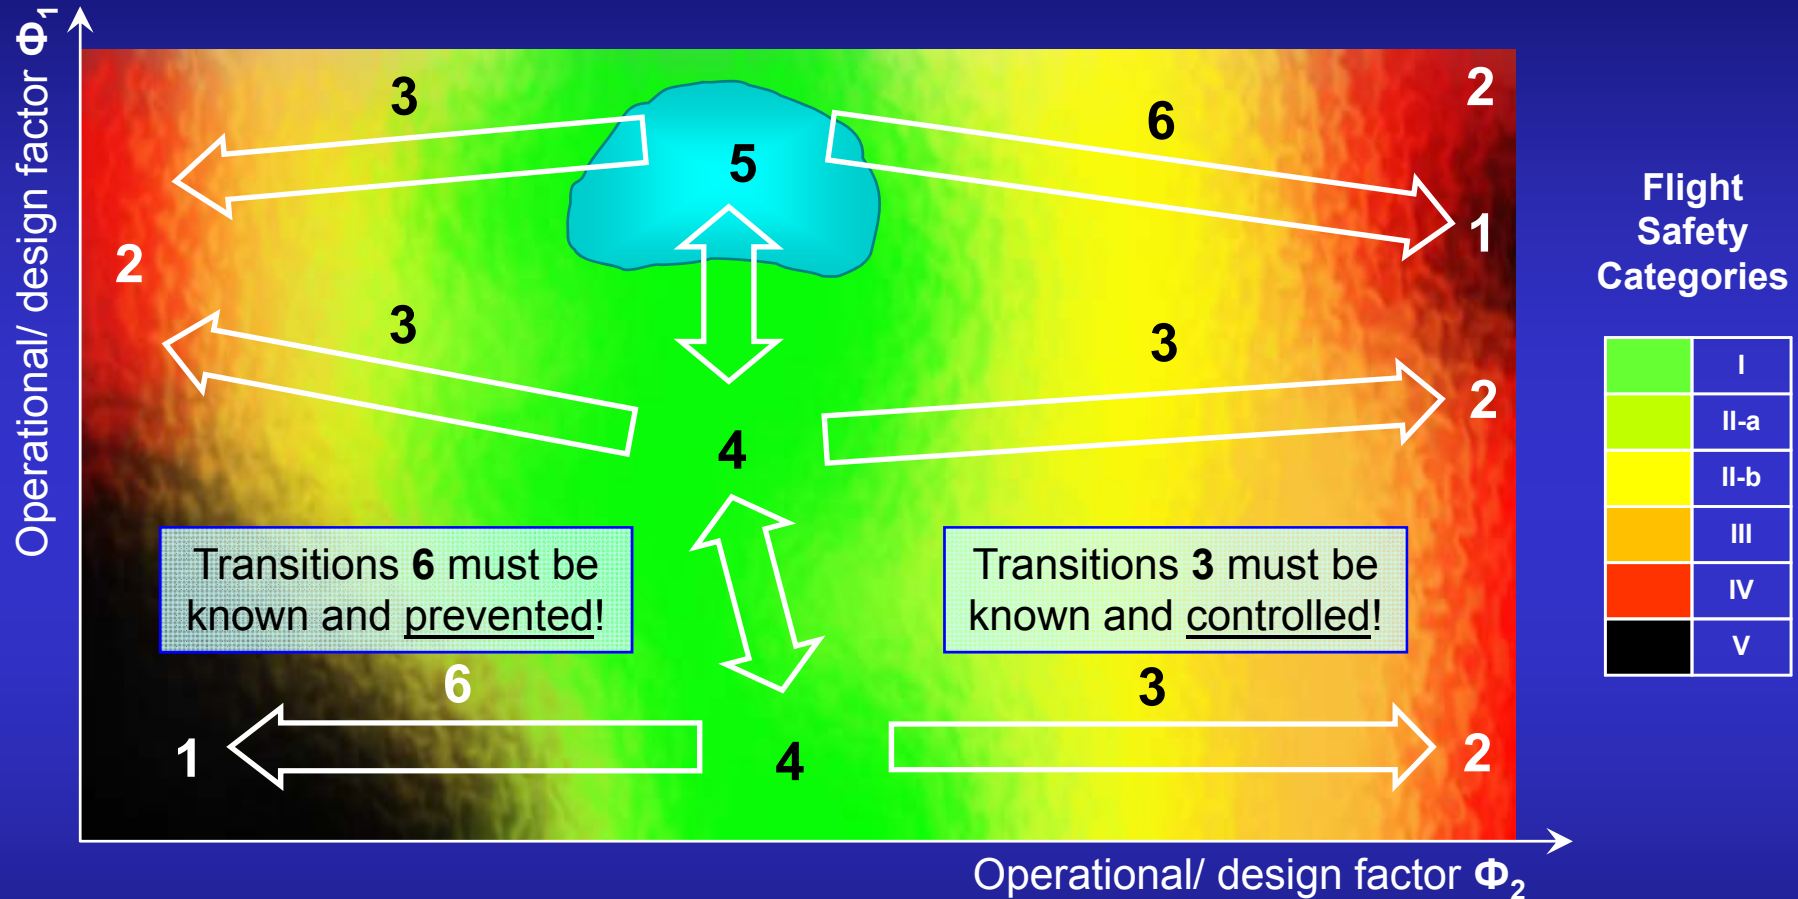 Operational/ design factor Φ1
3
6
2
5
1
2
3
3
2
4
Transitions 6 must be
known and prevented!
Transitions 3 must be
known and controlled!
6
3
1
4
2
Operational/ design factor Φ2
Flight
Safety
Categories
I
II-a
II-b
III
IV
V